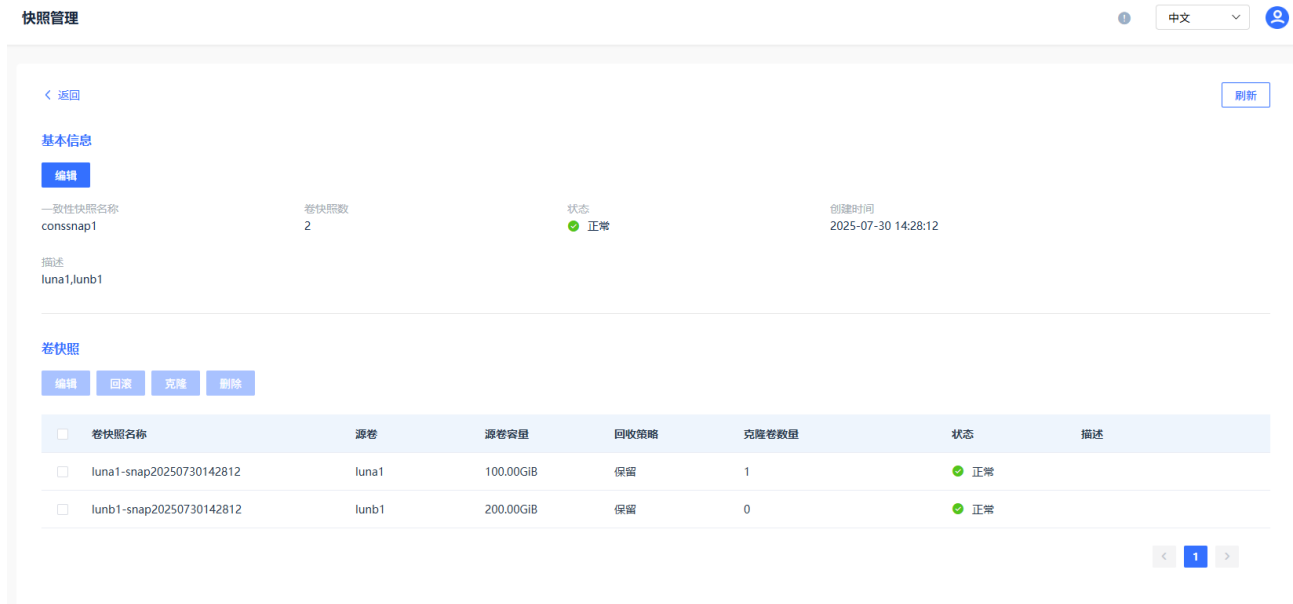 快照管理
中文
返回
刷新
基本信息
编辑
一致性快照名称 卷快照数 状态 创建时间
conssnap1 2 正常 2025-07-30 14:28:12
描述
luna1,lunb1
卷快照
编辑 回滚 克隆 删除
卷快照名称 源卷 源卷容量 回收策略 克隆卷数量 状态 描述
luna1-snap20250730142812 luna1 100.00GiB 保留 1 正常
lunb1-snap20250730142812 lunb1 200.00GiB 保留 0 正常
1